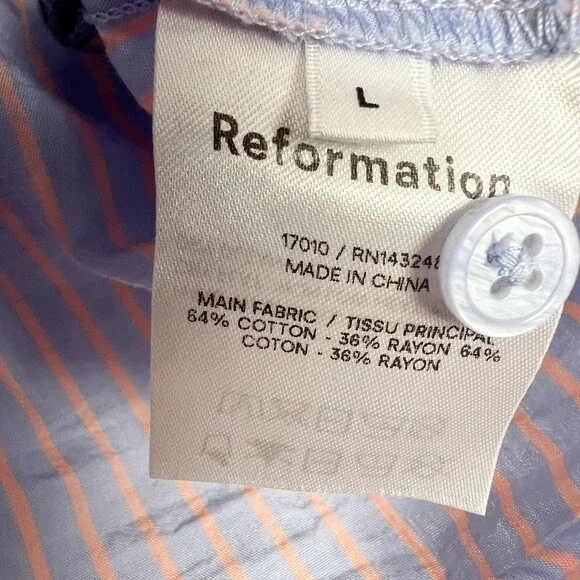 L
Reformation
17010 / RN143248
MADE IN CHINA
MAIN FABRIC / TISSU PRINCIPAL
64% COTTON - 36% RAYON 64%
COTON - 36% RAYON